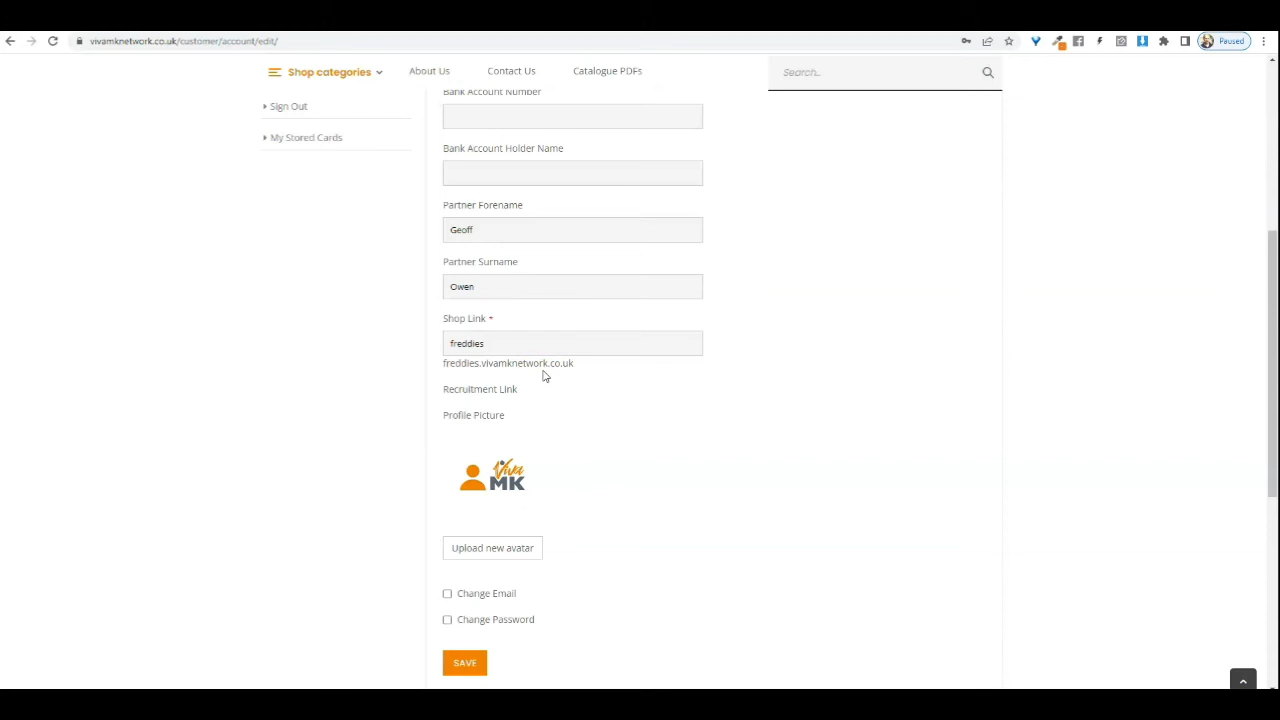 vivamknetwork.co.uk/customer/account/edit/
Paused
Shop categories
About Us
Contact Us
Catalogue PDFs
Search..
Sign Out
My Stored Cards
Bank Account Number
Bank Account Holder Name
Partner Forename
Geoff
Partner Surname
Owen
Shop Link *
freddies
freddies.vivamknetwork.co.uk
Recruitment Link
Profile Picture
Viva
MK
Upload new avatar
Change Email
Change Password
SAVE